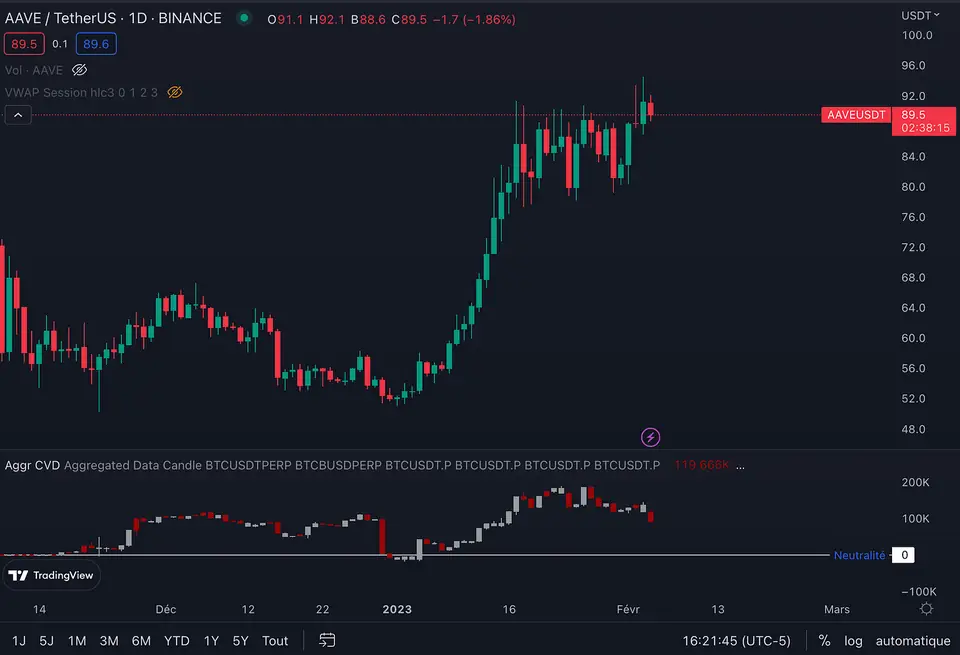 AAVE / TetherUS · 1D · BINANCE O91.1 H92.1 B88.6 C89.5 −1.7 (−1.86%) USDT
89.5 0.1 89.6
Vol · AAVE
VWAP Session hlc3 0 1 2 3
100.0
96.0
92.0
AAVEUSDT 89.5
02:38:15
84.0
80.0
76.0
72.0
68.0
64.0
60.0
56.0
52.0
48.0
Aggr CVD Aggregated Data Candle BTCUSDTPERP BTCBUSDPERP BTCUSDT.P BTCUSDT.P BTCUSDT.P BTCUSDT.P 119.668K ...
200K
100K
Neutralité 0
TradingView
−100K
14 Déc 12 22 2023 16 Févr 13 Mars
1J 5J 1M 3M 6M YTD 1Y 5Y Tout 16:21:45 (UTC-5) % log automatique